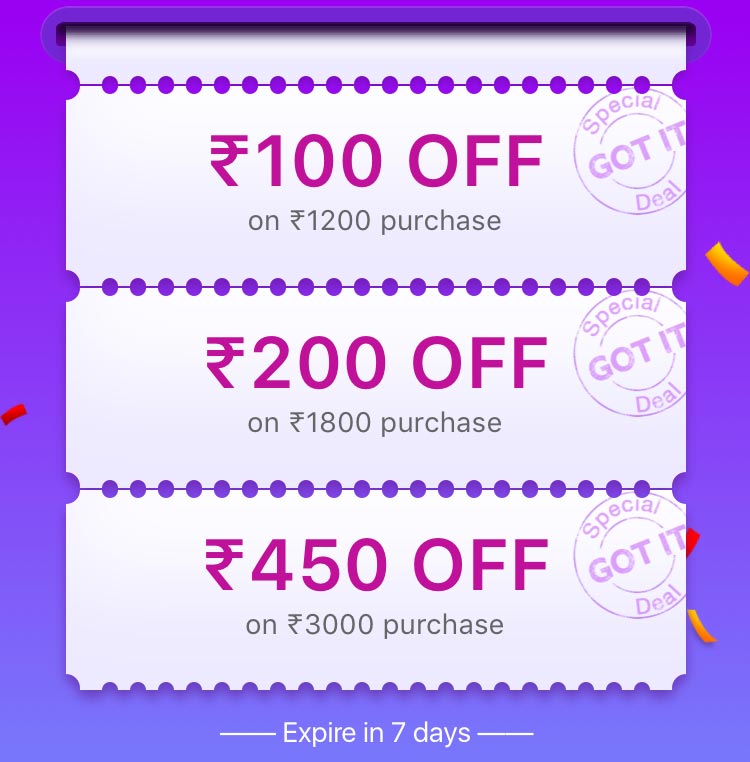 Special
GOT IT
Deal
₹100 OFF
on ₹1200 purchase
Special
GOT IT
Deal
₹200 OFF
on ₹1800 purchase
Special
GOT IT
Deal
₹450 OFF
on ₹3000 purchase
Expire in 7 days